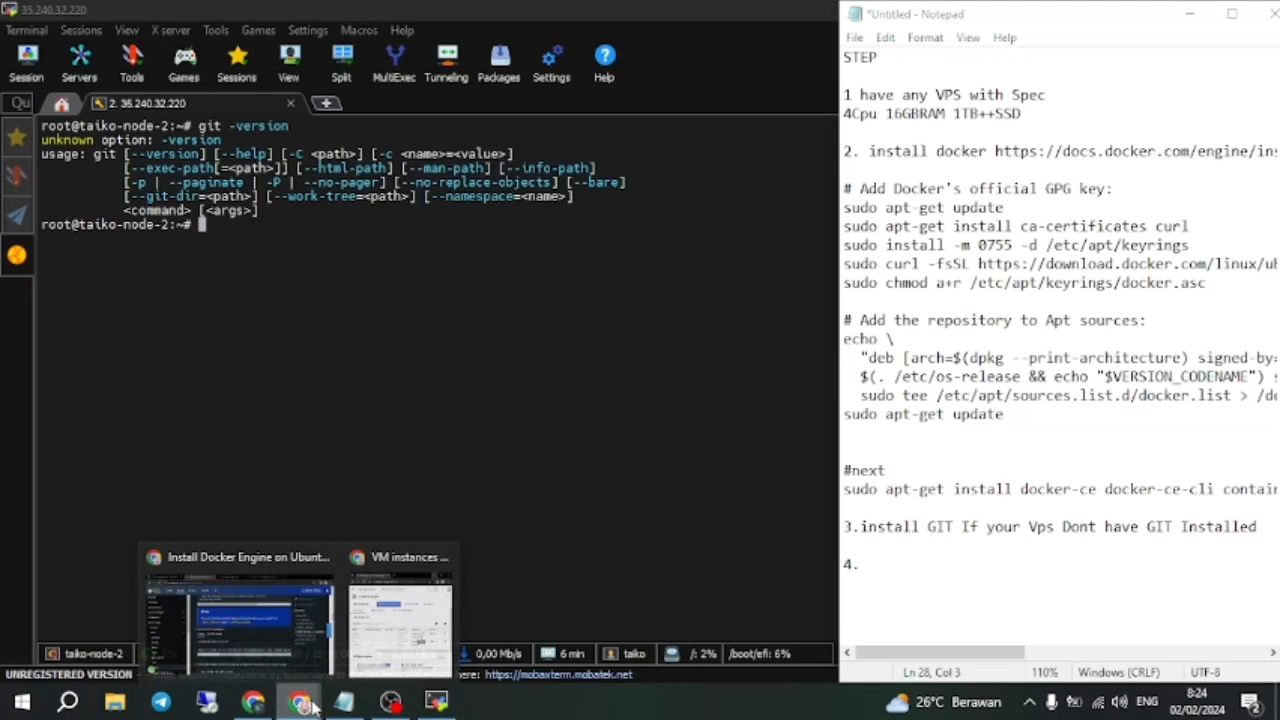 35.240.32.220
Terminal Sessions View X server Tools Games Settings Macros Help
Session Servers Tools Games Sessions View Split MultiExec Tunneling Packages Settings Help
Qu
2. 35.240.32.220
root@taiko-node-2:~# git -version
unknown option: -version
usage: git [--version] [--help] [-C <path>] [-c <name>=<value>]
[--exec-path[=<path>]] [--html-path] [--man-path] [--info-path]
[-p | --paginate | -P | --no-pager] [--no-replace-objects] [--bare]
[--git-dir=<path>] [--work-tree=<path>] [--namespace=<name>]
<command> [<args>]
root@taiko-node-2:~#
Install Docker Engine on Ubunt...
VM instances ...
taiko-node-2
0,00 Mb/s
6 min
taiko
/: 2%
/boot/efi: 6%
UNREGISTERED VERSION
here: https://mobaxterm.mobatek.net
*Untitled - Notepad
File Edit Format View Help
STEP
1 have any VPS with Spec
4Cpu 16GBRAM 1TB++SSD
2. install docker https://docs.docker.com/engine/ins
# Add Docker's official GPG key:
sudo apt-get update
sudo apt-get install ca-certificates curl
sudo install -m 0755 -d /etc/apt/keyrings
sudo curl -fsSL https://download.docker.com/linux/ub
sudo chmod a+r /etc/apt/keyrings/docker.asc
# Add the repository to Apt sources:
echo \
"deb [arch=$(dpkg --print-architecture) signed-by=
$(. /etc/os-release && echo "$VERSION_CODENAME") s
sudo tee /etc/apt/sources.list.d/docker.list > /de
sudo apt-get update
#next
sudo apt-get install docker-ce docker-ce-cli contain
3.install GIT If your Vps Dont have GIT Installed
4.
Ln 28, Col 3
110%
Windows (CRLF)
UTF-8
26°C Berawan
ENG
8:24
02/02/2024
2